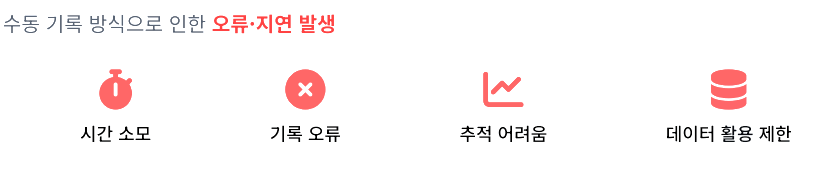 수동 기록 방식으로 인한 오류·지연 발생
시간 소모 기록 오류 추적 어려움 데이터 활용 제한